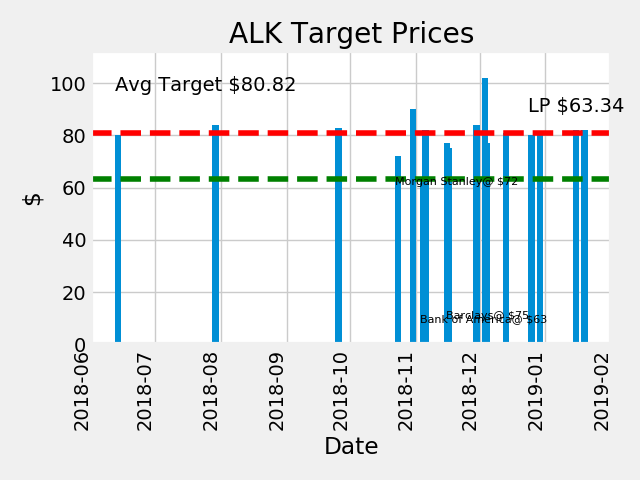 ALK Target Prices
Avg Target $80.82
LP $63.34
100
80
60
40
20
0
$
Morgan Stanley@ $72
Barclays@ $75
Bank of America@ $63
2018-06
2018-07
2018-08
2018-09
2018-10
2018-11
2018-12
2019-01
2019-02
Date